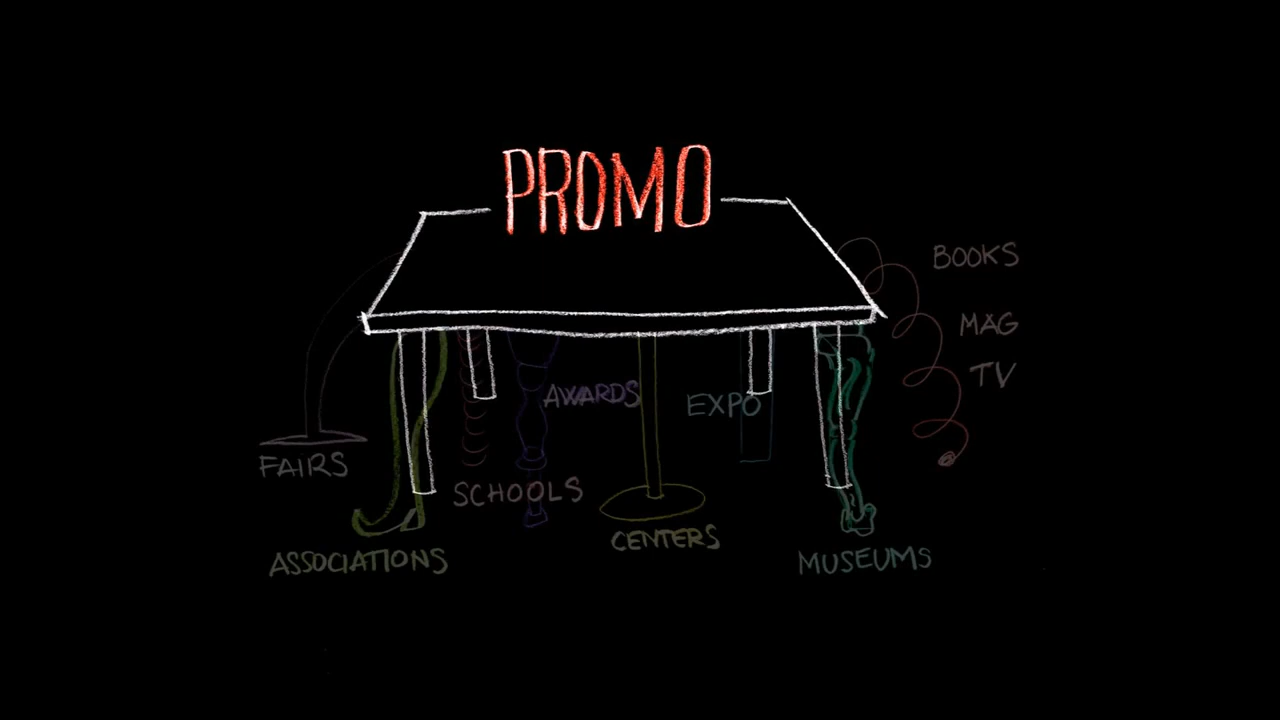 PROMO
BOOKS
MAG
TV
AWARDS
EXPO
FAIRS
SCHOOLS
CENTERS
ASSOCIATIONS
MUSEUMS